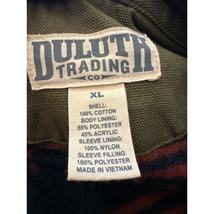 DULUTH
TRADING
CO
XL
SHELL:
100% COTTON
BODY LINING:
55% POLYESTER
45% ACRYLIC
SLEEVE LINING:
100% NYLON
SLEEVE FILLING:
100% POLYESTER
MADE IN VIETNAM